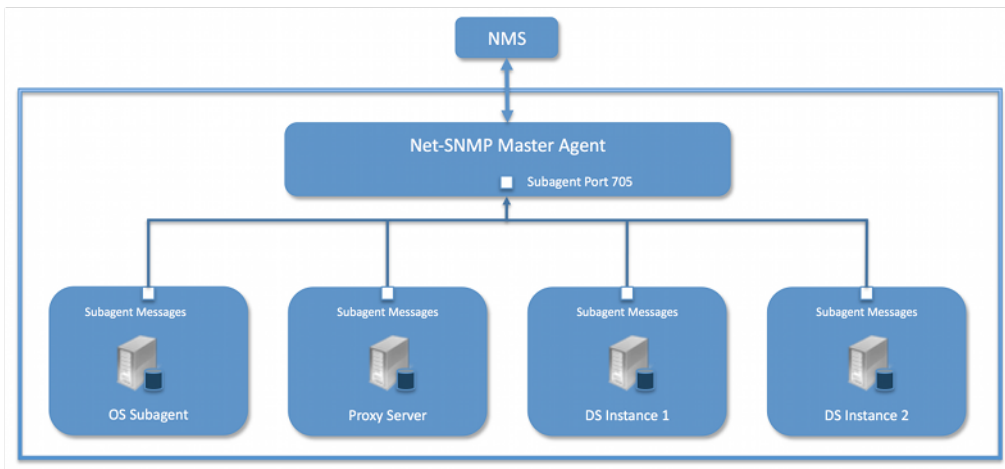 NMS
Net-SNMP Master Agent
Subagent Port 705
Subagent Messages
Subagent Messages
Subagent Messages
Subagent Messages
OS Subagent
Proxy Server
DS Instance 1
DS Instance 2